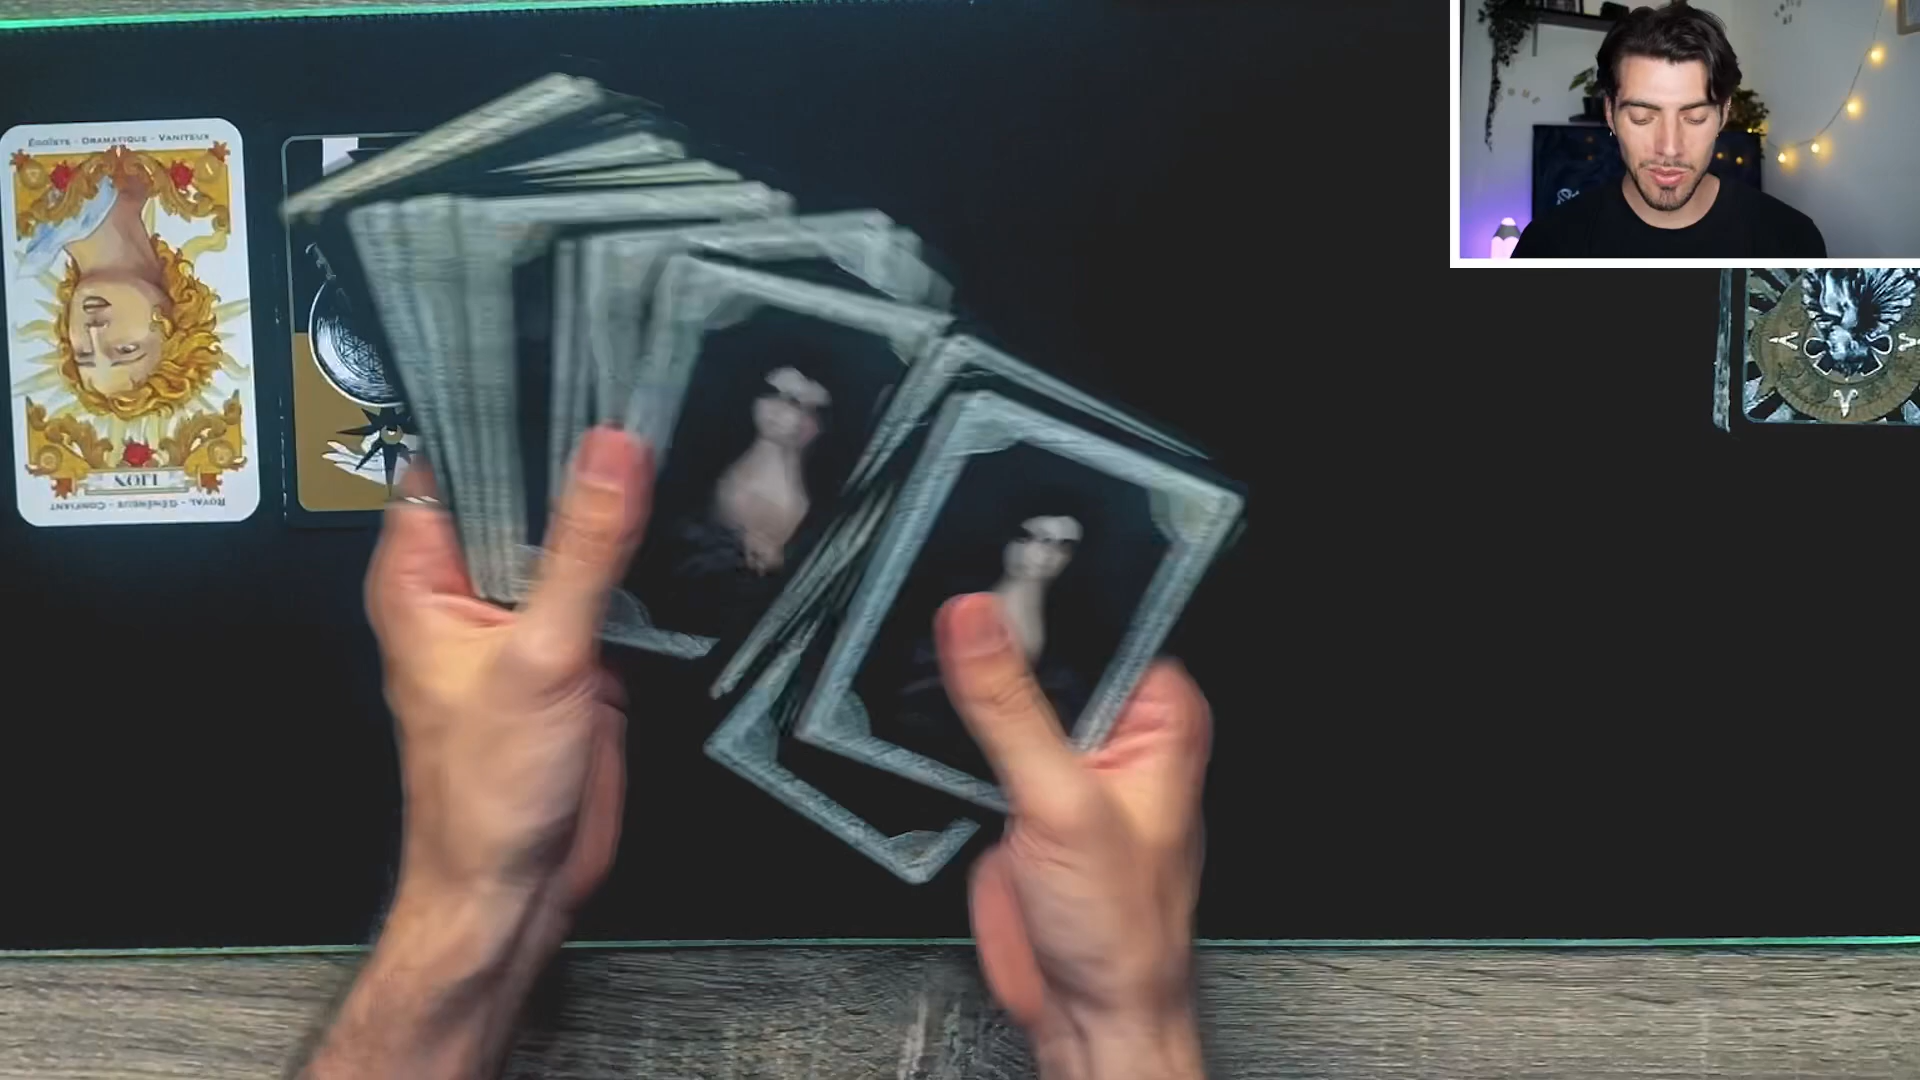 ÉGOÏSTE - DRAMATIQUE - VANITEUX
LION
ROYAL - GÉNÉREUX - CONFIANT